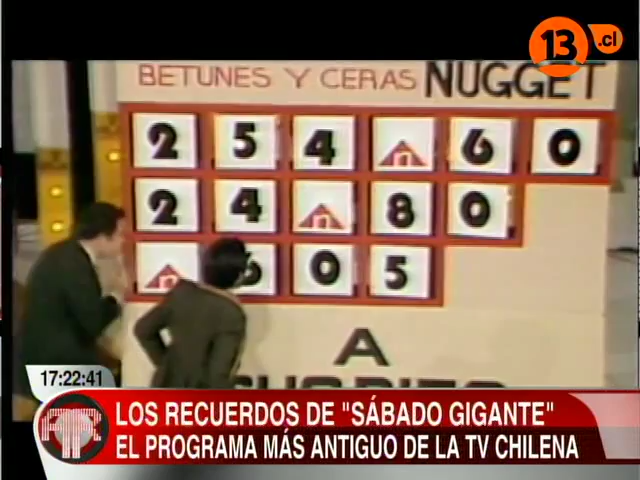 13.cl
BETUNES Y CERAS NUGGET
2 5 4 n 6 0
2 4 n 8 0
n 6 0 5
A
17:22:41
LOS RECUERDOS DE "SÁBADO GIGANTE"
EL PROGRAMA MÁS ANTIGUO DE LA TV CHILENA